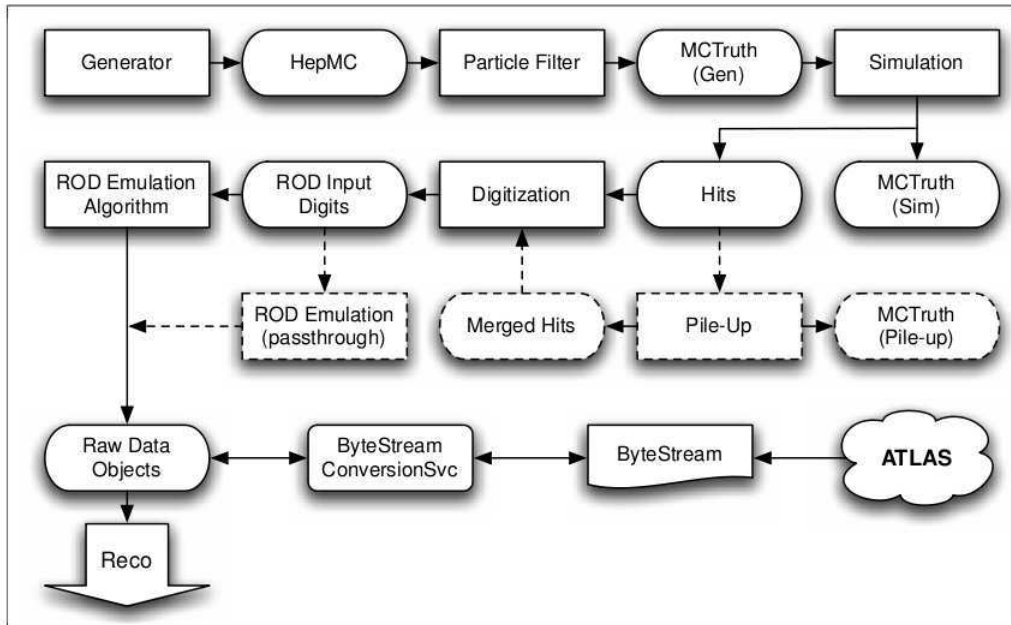 Generator
HepMC
Particle Filter
MCTruth
(Gen)
Simulation
ROD Emulation
Algorithm
ROD Input
Digits
Digitization
Hits
MCTruth
(Sim)
ROD Emulation
(passthrough)
Merged Hits
Pile-Up
MCTruth
(Pile-up)
Raw Data
Objects
ByteStream
ConversionSvc
ByteStream
ATLAS
Reco